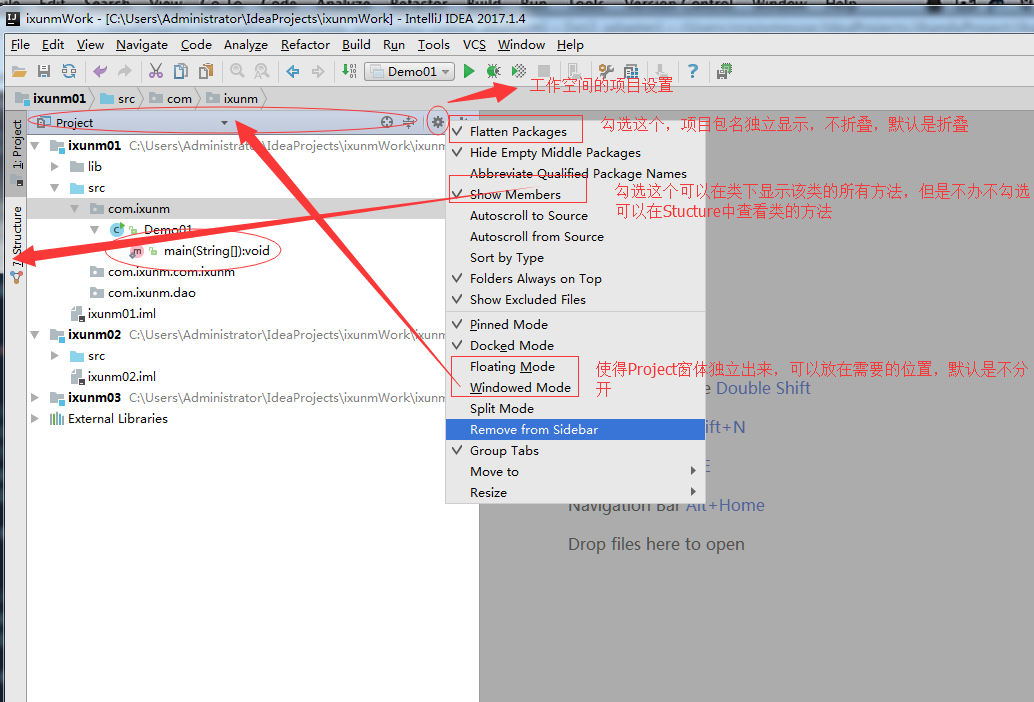 ixunmWork - [C:\Users\Administrator\IdeaProjects\ixunmWork] - IntelliJ IDEA 2017.1.4
File Edit View Navigate Code Analyze Refactor Build Run Tools VCS Window Help
Demo01
工作空间的项目设置
ixunm01 src com ixunm
Project
1: Project
7: Structure
ixunm01 C:\Users\Administrator\IdeaProjects\ixunmWork\ixunm
lib
src
com.ixunm
Demo01
main(String[]):void
com.ixunm.com.ixunm
com.ixunm.dao
ixunm01.iml
ixunm02 C:\Users\Administrator\IdeaProjects\ixunmWork\ixunm
src
ixunm02.iml
ixunm03 C:\Users\Administrator\IdeaProjects\ixunmWork\ixunm
External Libraries
Flatten Packages
勾选这个，项目包名独立显示，不折叠，默认是折叠
Hide Empty Middle Packages
Abbreviate Qualified Package Names
Show Members
勾选这个可以在类下显示该类的所有方法，但是不办不勾选
可以在Stucture中查看类的方法
Autoscroll to Source
Autoscroll from Source
Sort by Type
Folders Always on Top
Show Excluded Files
Pinned Mode
Docked Mode
Floating Mode
Windowed Mode
使得Project窗体独立出来，可以放在需要的位置，默认是不分
开
Split Mode
Remove from Sidebar
Group Tabs
Move to
Resize
e Double Shift
ift+N
E
Navigation Bar Alt+Home
Drop files here to open